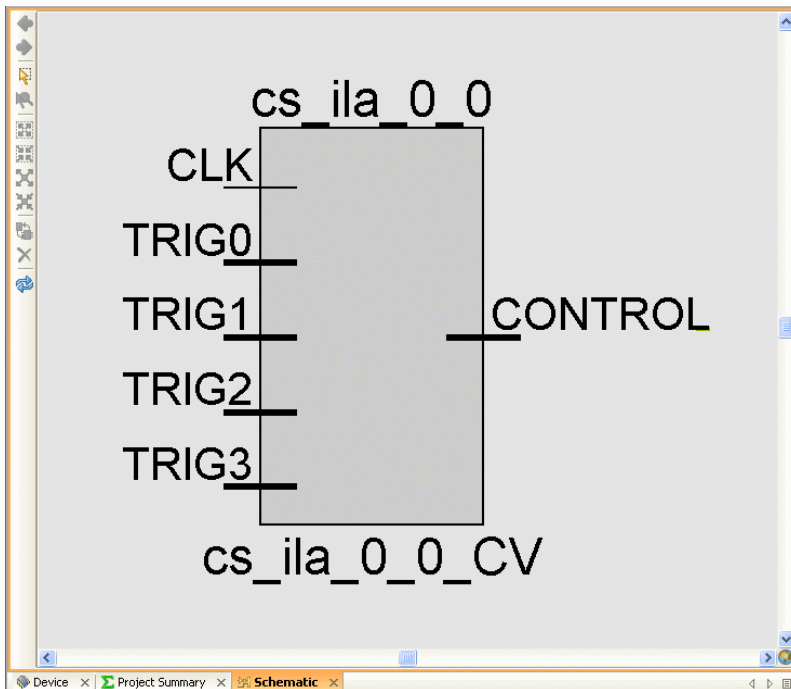 cs_ila_0_0
CLK
TRIG0
TRIG1
CONTROL
TRIG2
TRIG3
cs_ila_0_0_CV
Device Project Summary Schematic